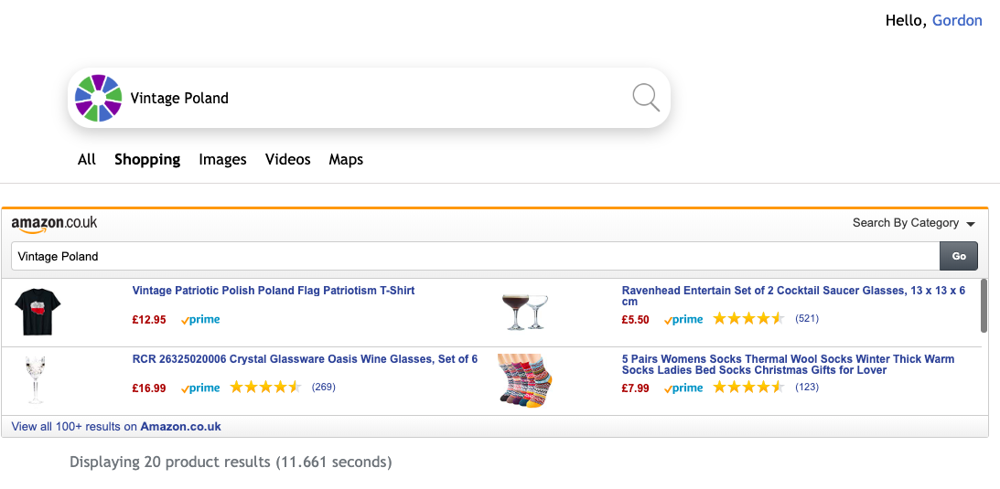 Hello, Gordon
Vintage Poland
All Shopping Images Videos Maps
amazon.co.uk
Search By Category
Vintage Poland
Go
Vintage Patriotic Polish Poland Flag Patriotism T-Shirt
£12.95 prime
Ravenhead Entertain Set of 2 Cocktail Saucer Glasses, 13 x 13 x 6
cm
£5.50 prime (521)
RCR 26325020006 Crystal Glassware Oasis Wine Glasses, Set of 6
£16.99 prime (269)
5 Pairs Womens Socks Thermal Wool Socks Winter Thick Warm
Socks Ladies Bed Socks Christmas Gifts for Lover
£7.99 prime (123)
View all 100+ results on Amazon.co.uk
Displaying 20 product results (11.661 seconds)